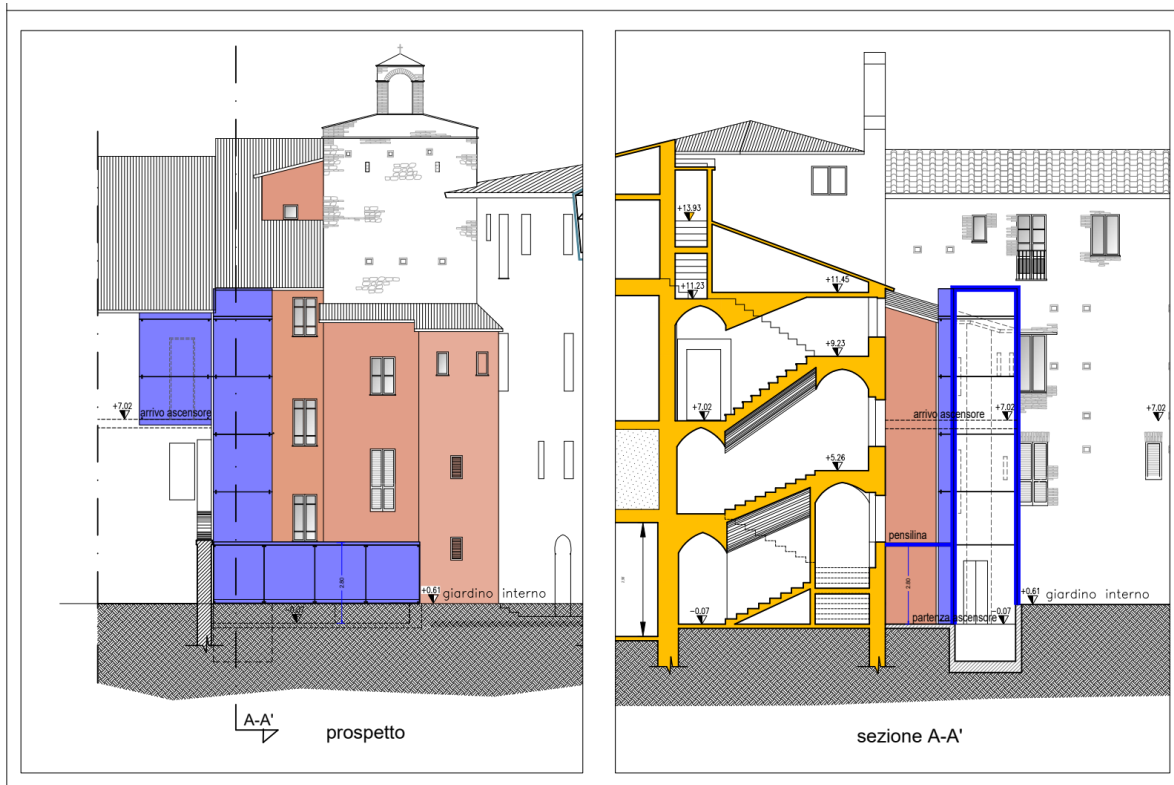 +7.02
arrivo ascensore
2.80
+0.61
giardino interno
-0.07
A-A'
prospetto
+13.93
+11.23
+11.45
+9.23
+7.02
arrivo ascensore
+7.02
+7.02
+5.26
pensilina
2.80
+0.61
giardino interno
-0.07
partenza ascensore
-0.07
sezione A-A'